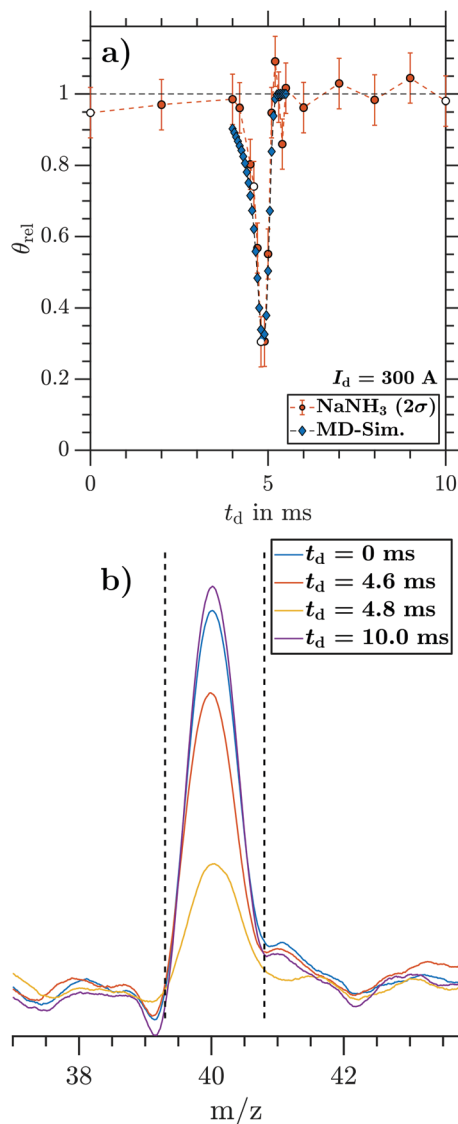 a)
1
0.8
0.6
0.4
0.2
0
θrel
Id = 300 A
NaNH3 (2σ)
MD-Sim.
0 5 10
td in ms
b)
td = 0 ms
td = 4.6 ms
td = 4.8 ms
td = 10.0 ms
38 40 42
m/z